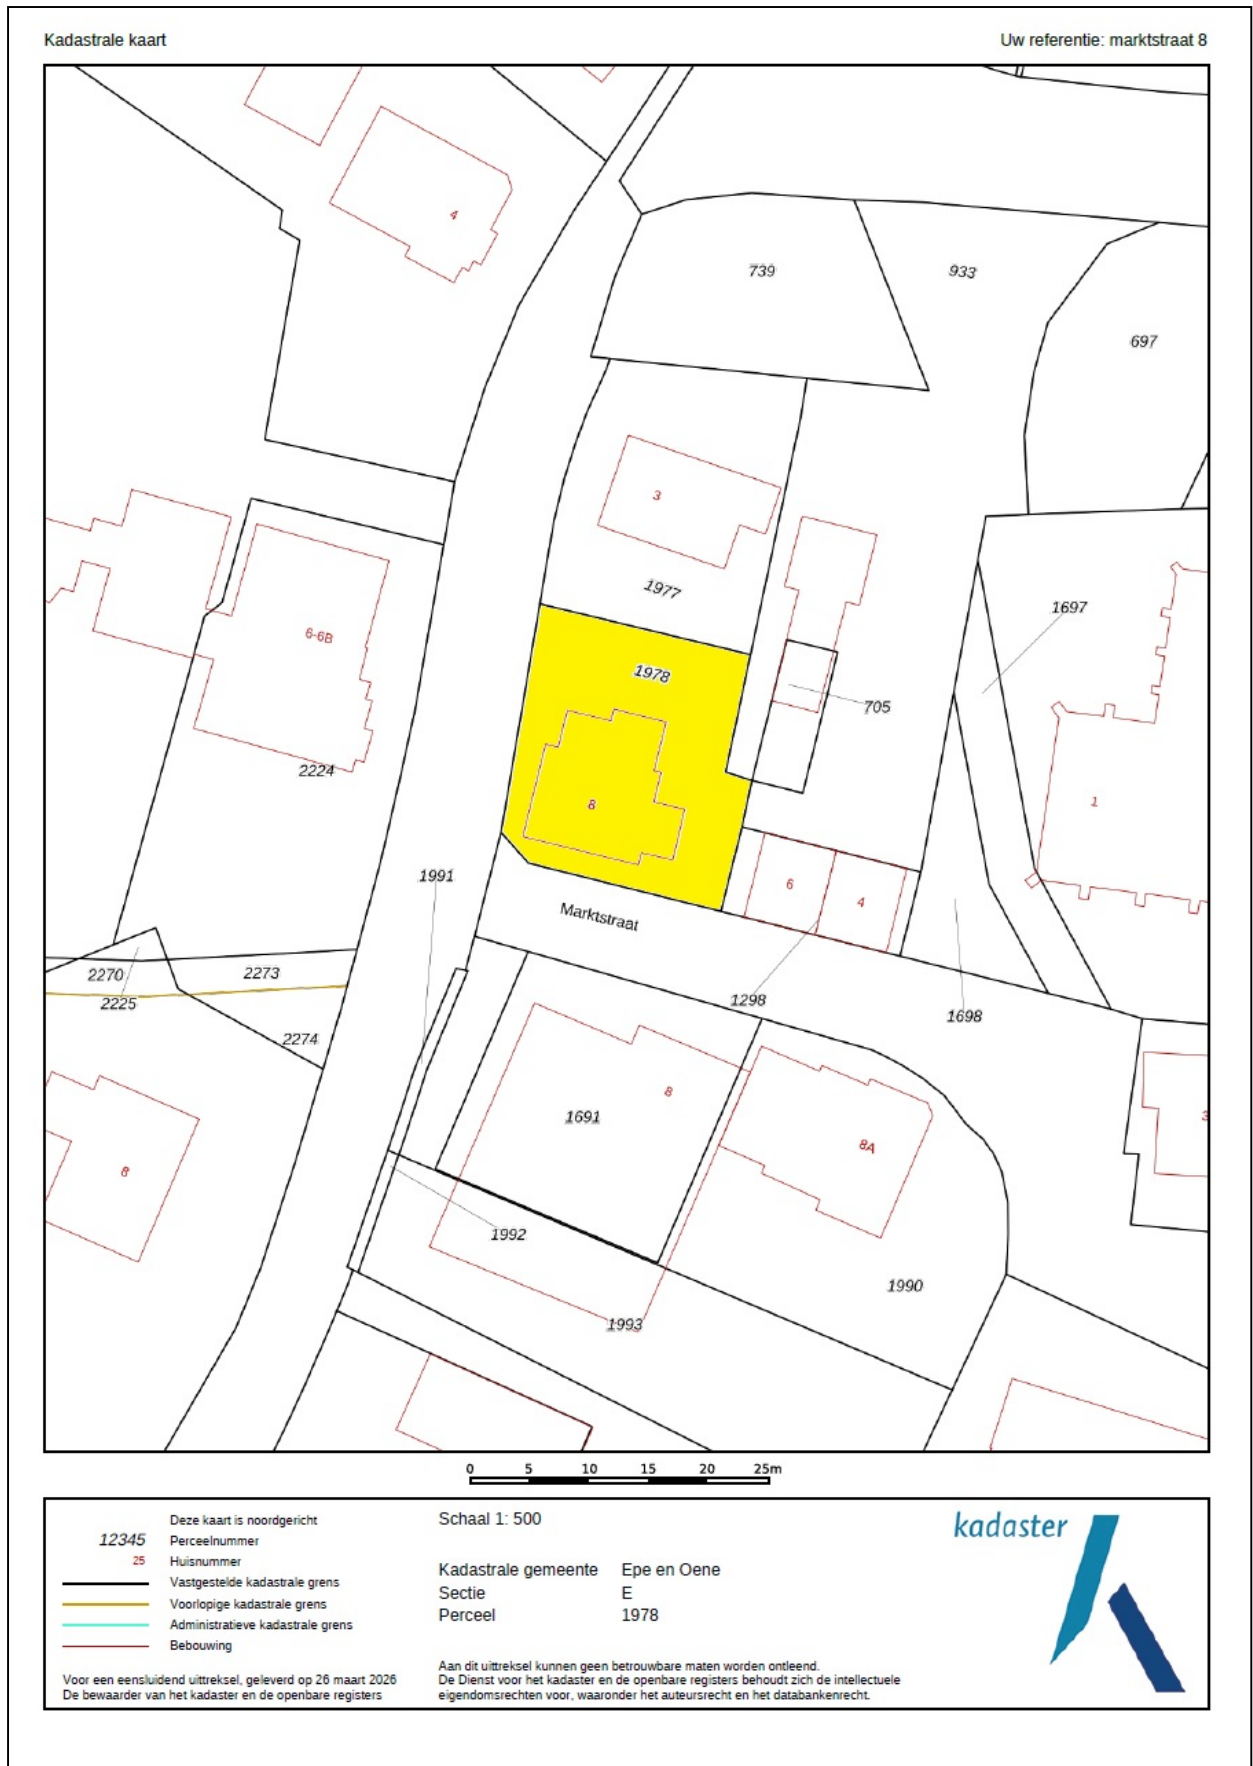 Kadastrale kaart
Uw referentie: marktstraat 8
4
739
933
697
3
1977
1697
6-6B
1978
705
2224
8
1
1991
6
4
Marktstraat
2270
2273
2225
1298
1698
2274
8
1691
8A
3
8
1992
1990
1993
0 5 10 15 20 25m
Deze kaart is noordgericht
12345 Perceelnummer
25 Huisnummer
Vastgestelde kadastrale grens
Voorlopige kadastrale grens
Administratieve kadastrale grens
Bebouwing
Voor een eensluidend uittreksel, geleverd op 26 maart 2026
De bewaarder van het kadaster en de openbare registers
Schaal 1: 500
Kadastrale gemeente Epe en Oene
Sectie E
Perceel 1978
Aan dit uittreksel kunnen geen betrouwbare maten worden ontleend.
De Dienst voor het kadaster en de openbare registers behoudt zich de intellectuele
eigendomsrechten voor, waaronder het auteursrecht en het databankenrecht.
kadaster